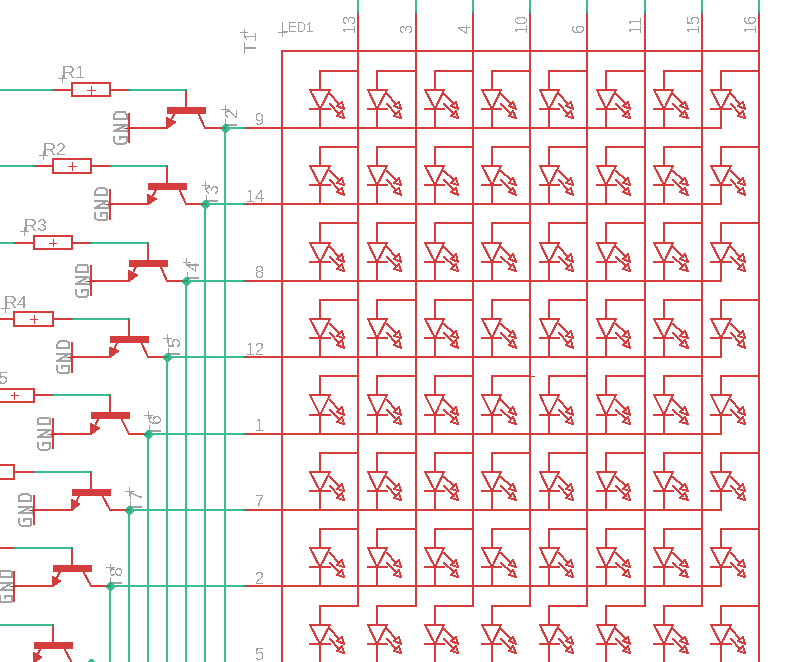 T1 LED1 13 3 4 10 6 11 15 16
R1
GND T2 9
R2
GND T3 14
R3
GND T4 8
R4
GND T5 12
5
GND T6 1
GND T7 7
GND T8 2
5